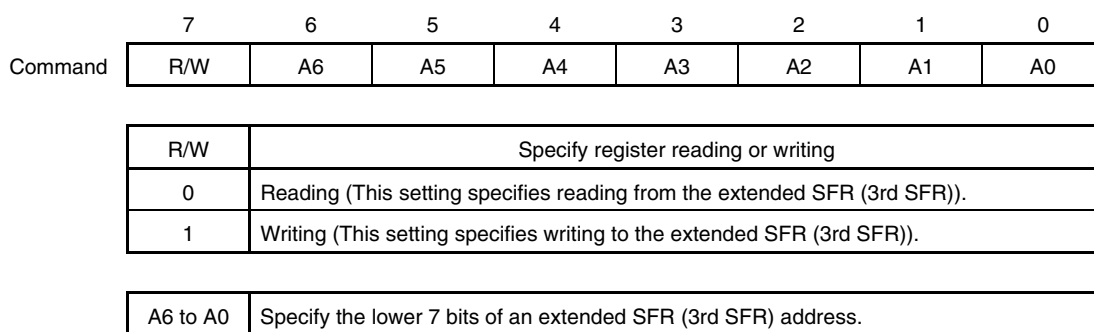 7 6 5 4 3 2 1 0
Command R/W A6 A5 A4 A3 A2 A1 A0
R/W Specify register reading or writing
0 Reading (This setting specifies reading from the extended SFR (3rd SFR)).
1 Writing (This setting specifies writing to the extended SFR (3rd SFR)).
A6 to A0 Specify the lower 7 bits of an extended SFR (3rd SFR) address.